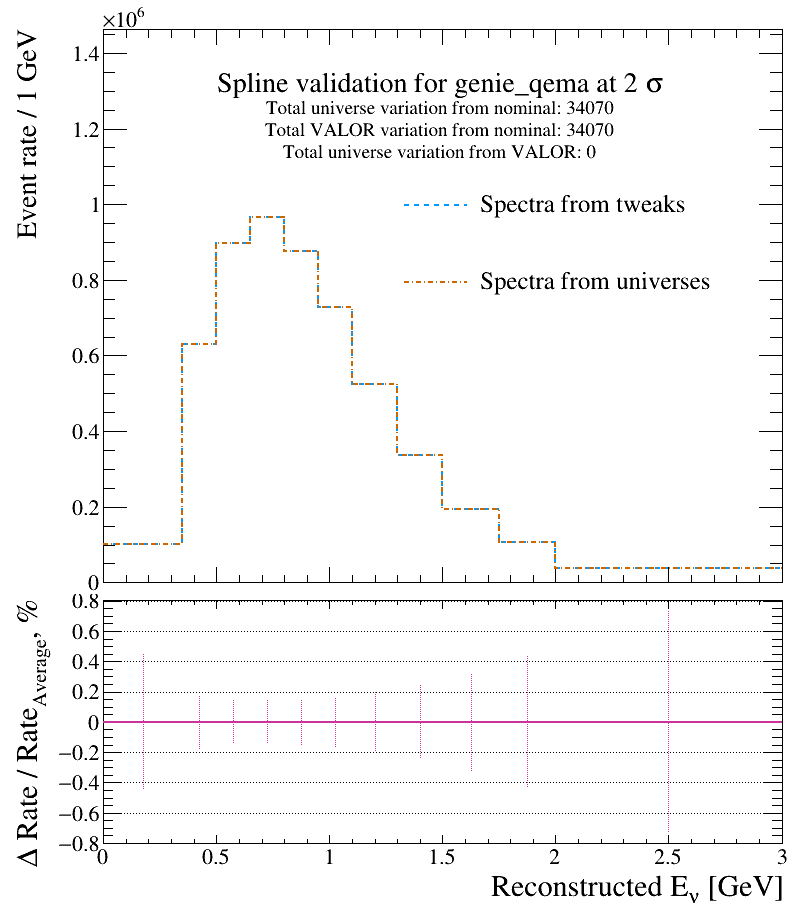 ×10⁶
Event rate / 1 GeV
1.4
1.2
1
0.8
0.6
0.4
0.2
0
Spline validation for genie_qema at 2 σ
Total universe variation from nominal: 34070
Total VALOR variation from nominal: 34070
Total universe variation from VALOR: 0
Spectra from tweaks
Spectra from universes
Δ Rate / Rate_Average, %
0.8
0.6
0.4
0.2
0
−0.2
−0.4
−0.6
−0.8
0 0.5 1 1.5 2 2.5 3
Reconstructed E_ν [GeV]